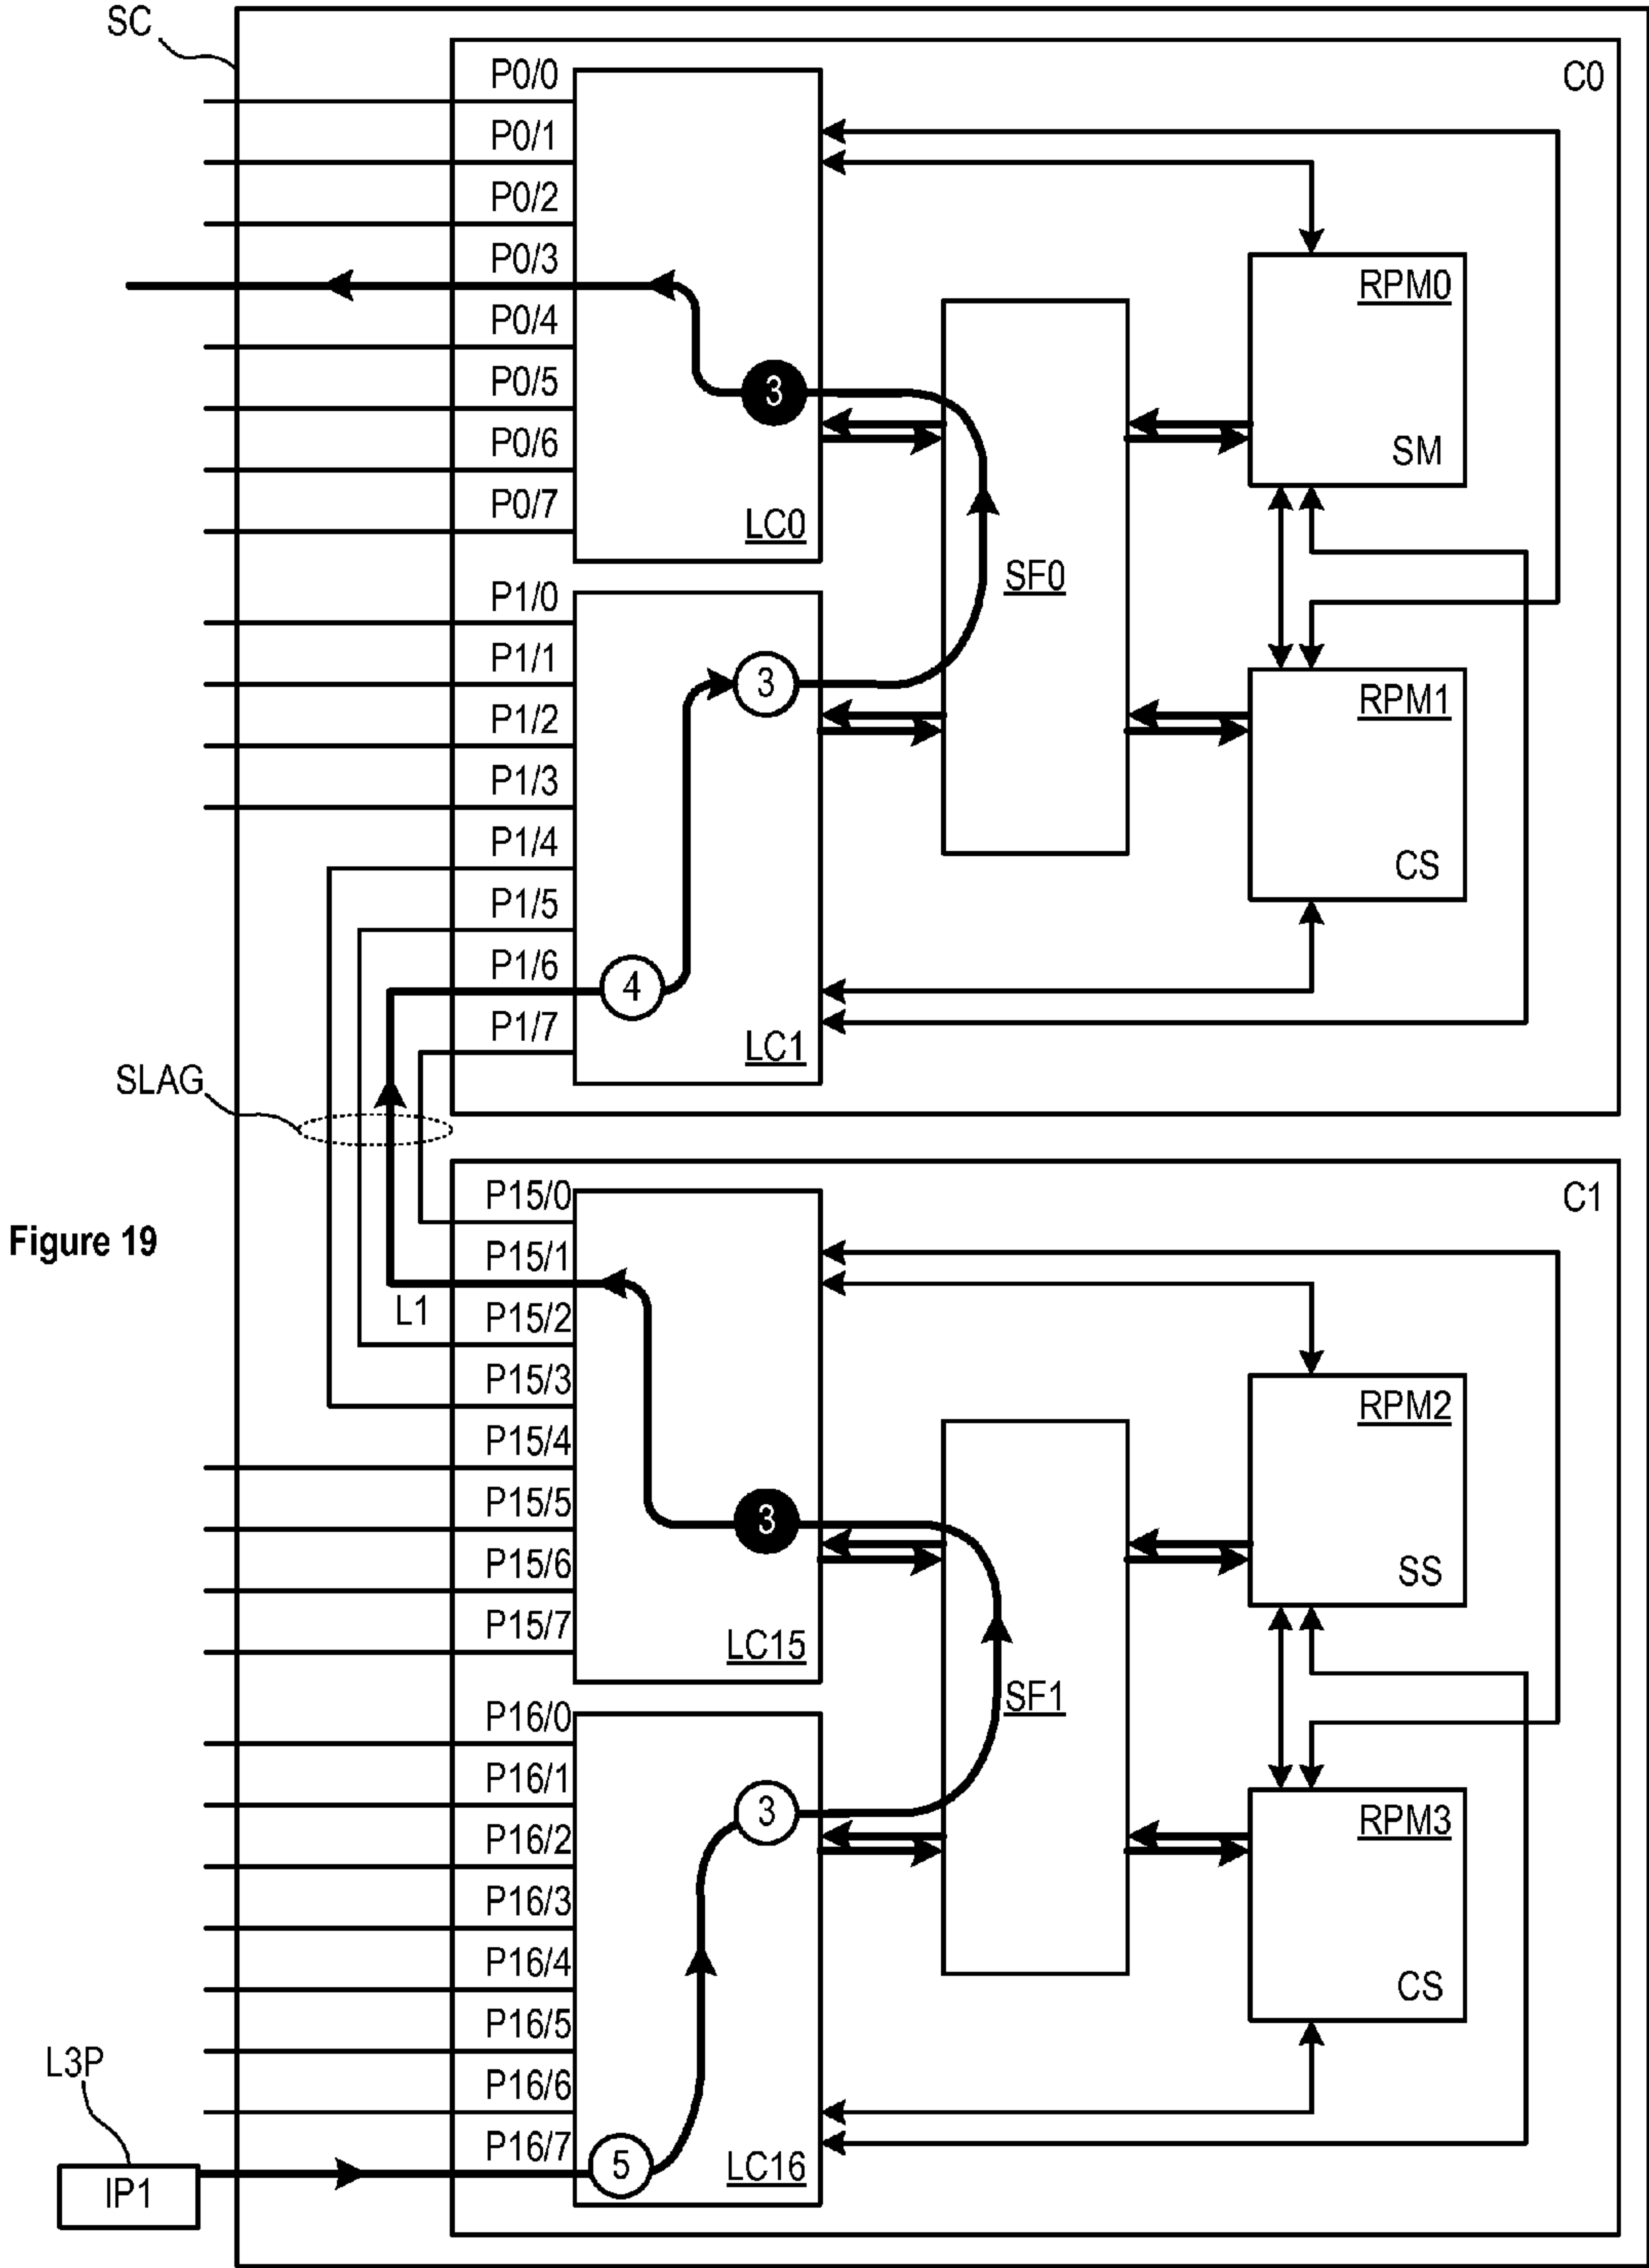 SC
C0
P0/0
P0/1
P0/2
P0/3
P0/4
P0/5
P0/6
P0/7
3
LC0
SF0
RPM0
SM
P1/0
P1/1
P1/2
P1/3
P1/4
P1/5
P1/6
P1/7
3
4
LC1
RPM1
CS
SLAG
Figure 19
C1
P15/0
P15/1
L1
P15/2
P15/3
P15/4
P15/5
P15/6
P15/7
3
LC15
SF1
RPM2
SS
P16/0
P16/1
P16/2
P16/3
P16/4
P16/5
P16/6
P16/7
3
5
LC16
RPM3
CS
L3P
IP1